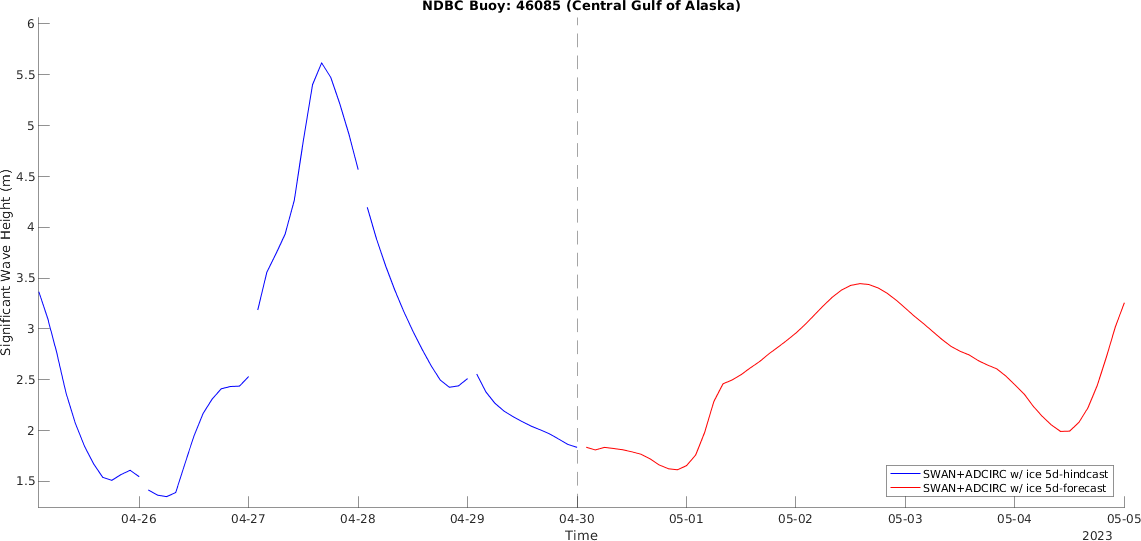 NDBC Buoy: 46085 (Central Gulf of Alaska)
6
5.5
5
4.5
4
3.5
3
2.5
2
1.5
Significant Wave Height (m)
04-26 04-27 04-28 04-29 04-30 05-01 05-02 05-03 05-04 05-05
Time
2023
SWAN+ADCIRC w/ ice 5d-hindcast
SWAN+ADCIRC w/ ice 5d-forecast